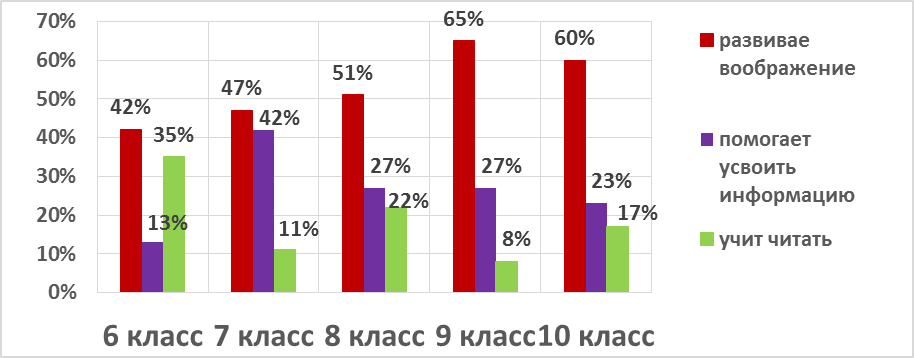 70%
60%
50%
40%
30%
20%
10%
0%
42%
13%
35%
47%
42%
11%
51%
27%
22%
65%
27%
8%
60%
23%
17%
6 класс
7 класс
8 класс
9 класс
10 класс
развивае
воображение
помогает
усвоить
информацию
учит читать